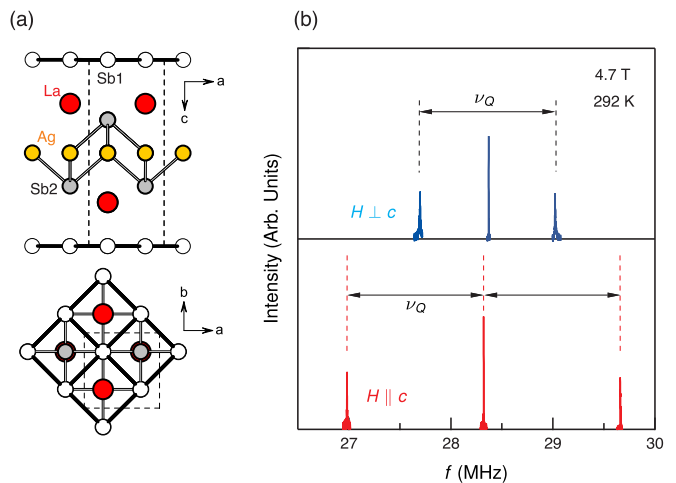 (a)
Sb1
a
La
c
Ag
Sb2
b
a
(b)
4.7 T
292 K
νQ
H ⊥ c
νQ
H ∥ c
Intensity (Arb. Units)
27
28
29
30
f (MHz)